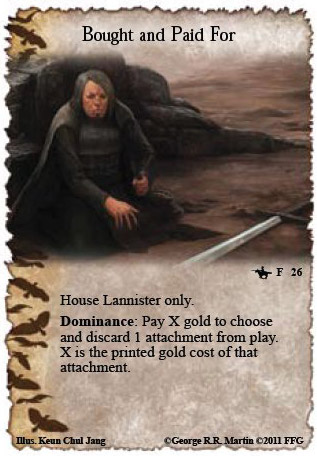 Bought and Paid For
F 26
House Lannister only.
Dominance: Pay X gold to choose
and discard 1 attachment from play.
X is the printed gold cost of that
attachment.
Illus. Keun Chul Jang ©George R.R. Martin ©2011 FFG